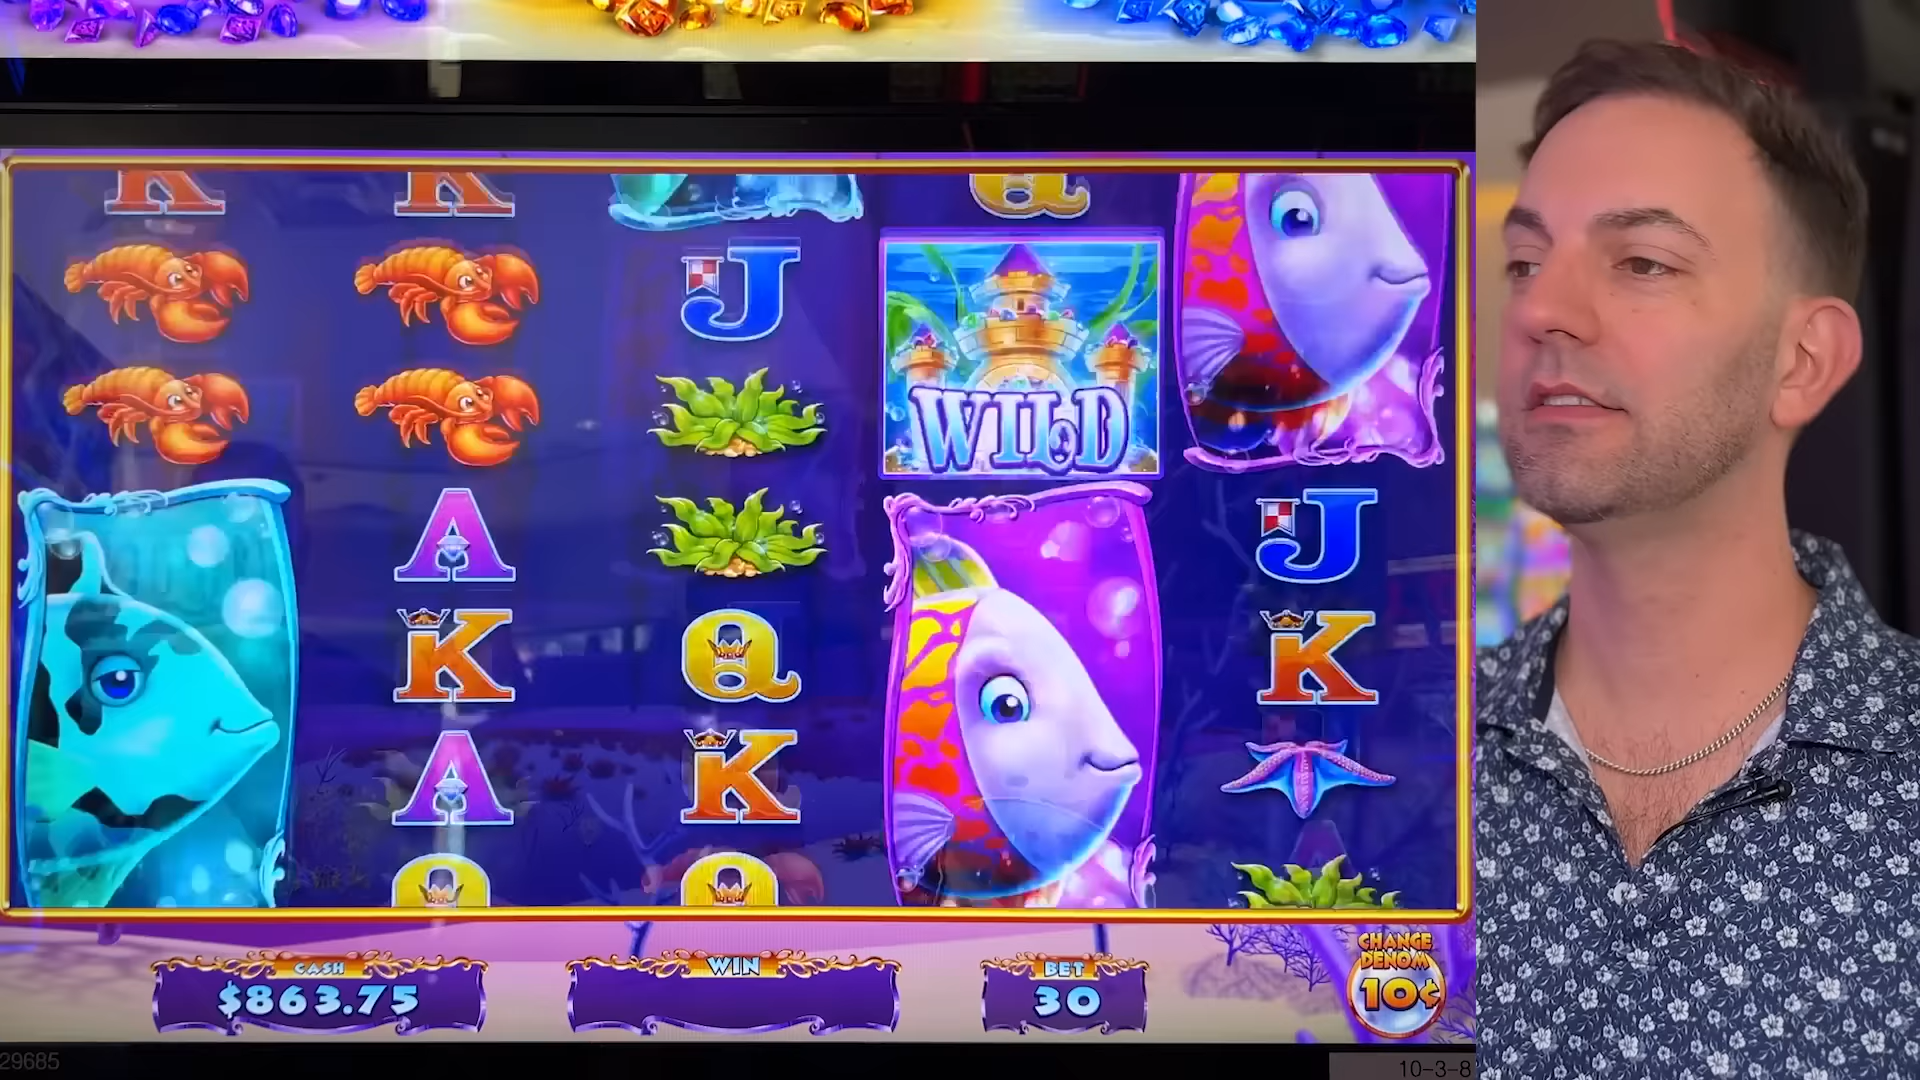 K K Q
J
WILD
A J
K Q K
A K
Q Q
CASH WIN BET CHANGE
DENOM
$863.75 30 10¢
29685 10-3-8